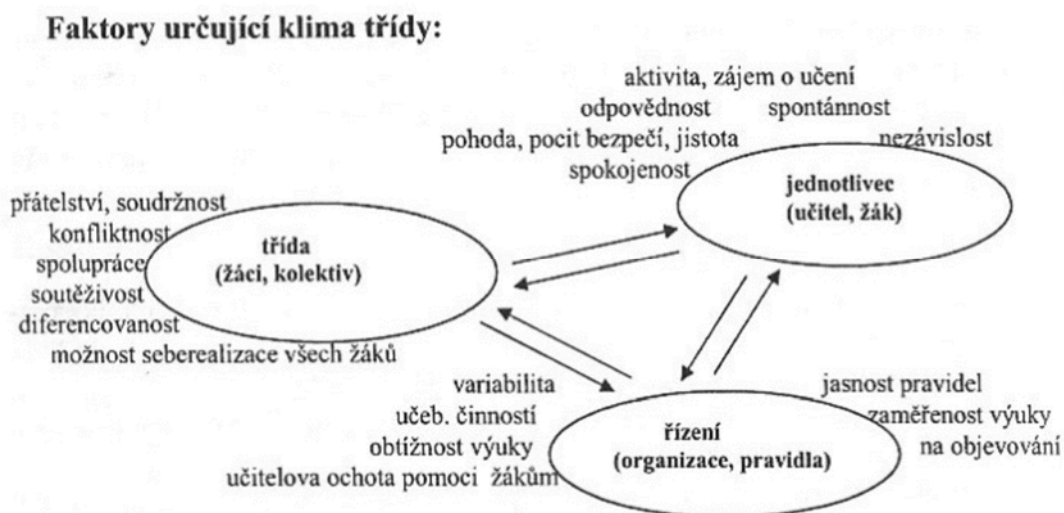 Faktory určující klima třídy:
aktivita, zájem o učení
odpovědnost spontánnost
pohoda, pocit bezpečí, jistota nezávislost
spokojenost
jednotlivec
(učitel, žák)
přátelství, soudržnost
konfliktnost
spolupráce
soutěživost
diferencovanost
možnost seberealizace všech žáků
třída
(žáci, kolektiv)
variabilita
učeb. činností
obtížnost výuky
učitelova ochota pomoci žákům
řízení
(organizace, pravidla)
jasnost pravidel
zaměřenost výuky
na objevování